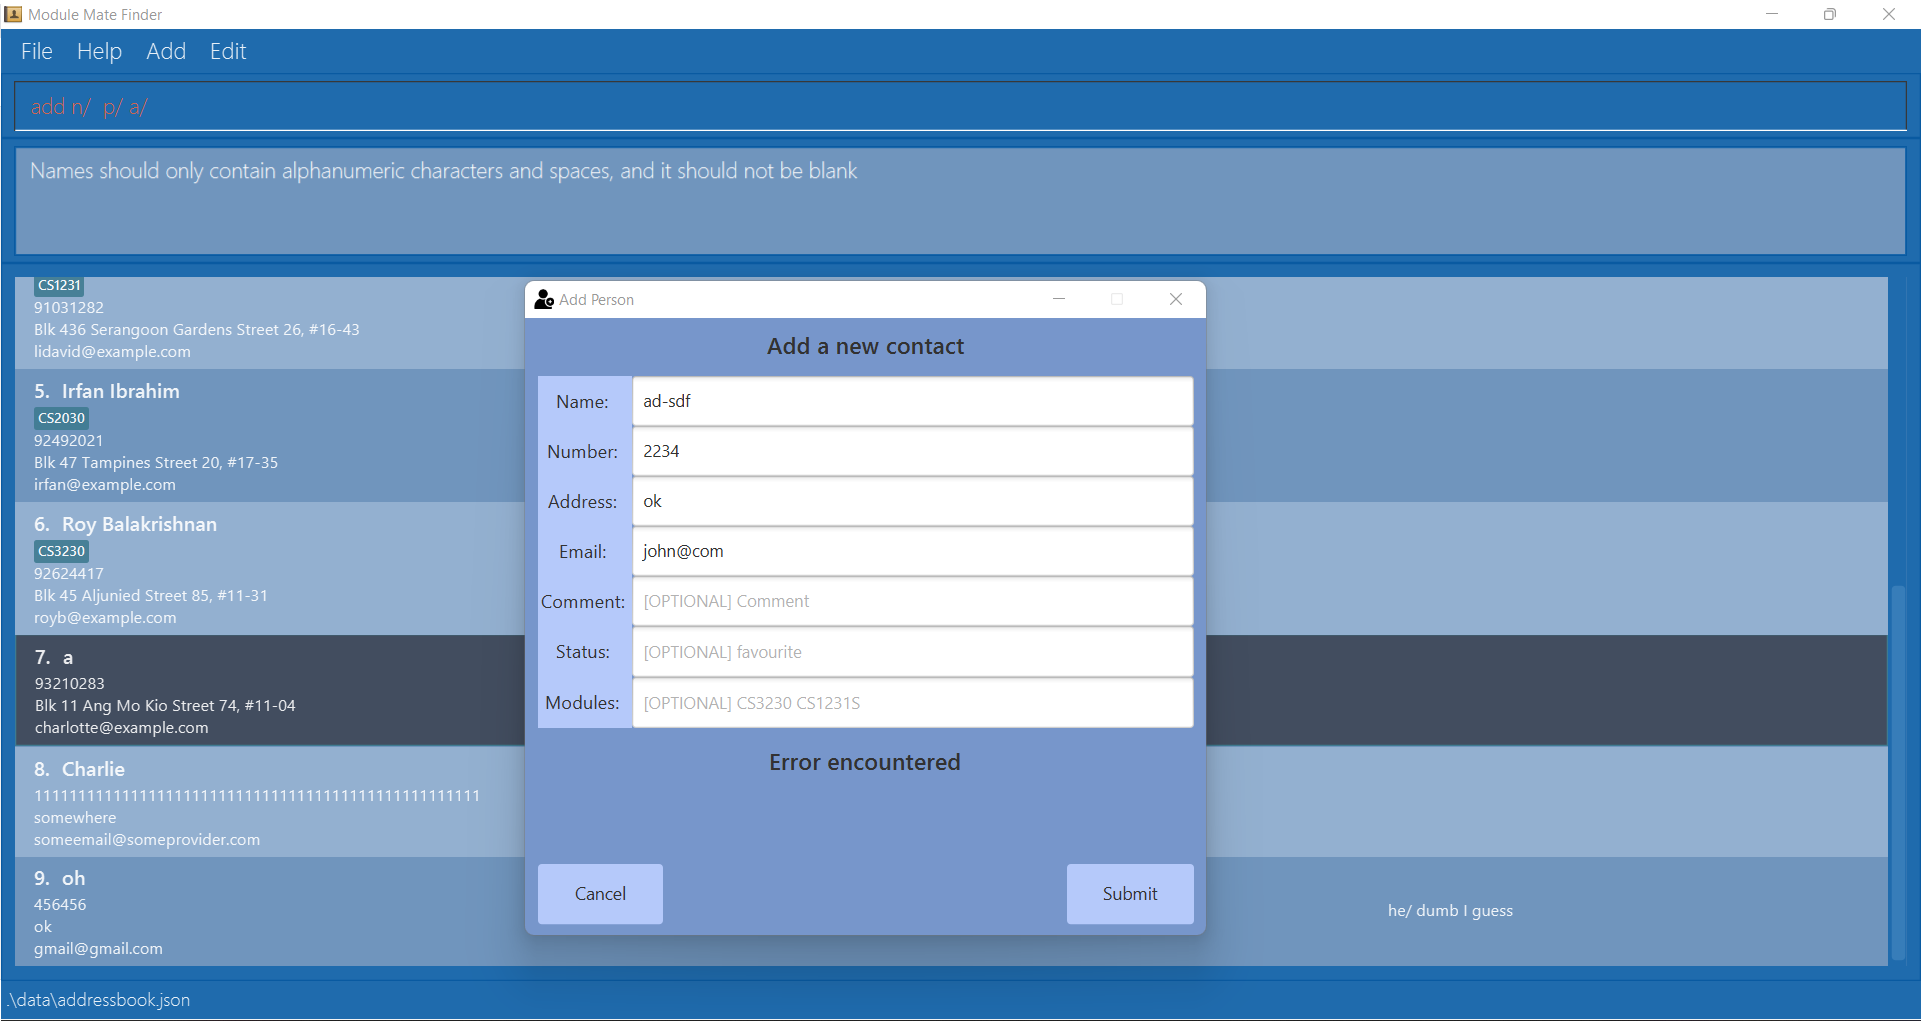 Module Mate Finder
File Help Add Edit
add n/ p/ a/
Names should only contain alphanumeric characters and spaces, and it should not be blank
CS1231
91031282
Blk 436 Serangoon Gardens Street 26, #16-43
lidavid@example.com
5. Irfan Ibrahim
CS2030
92492021
Blk 47 Tampines Street 20, #17-35
irfan@example.com
6. Roy Balakrishnan
CS3230
92624417
Blk 45 Aljunied Street 85, #11-31
royb@example.com
7. a
93210283
Blk 11 Ang Mo Kio Street 74, #11-04
charlotte@example.com
8. Charlie
somewhere
someemail@someprovider.com
9. oh
456456
ok
gmail@gmail.com
he/ dumb I guess
Add Person
Add a new contact
Name: ad-sdf
Number: 2234
Address: ok
Email: john@com
Comment: [OPTIONAL] Comment
Status: [OPTIONAL] favourite
Modules: [OPTIONAL] CS3230 CS1231S
Error encountered
Cancel Submit
.\data\addressbook.json